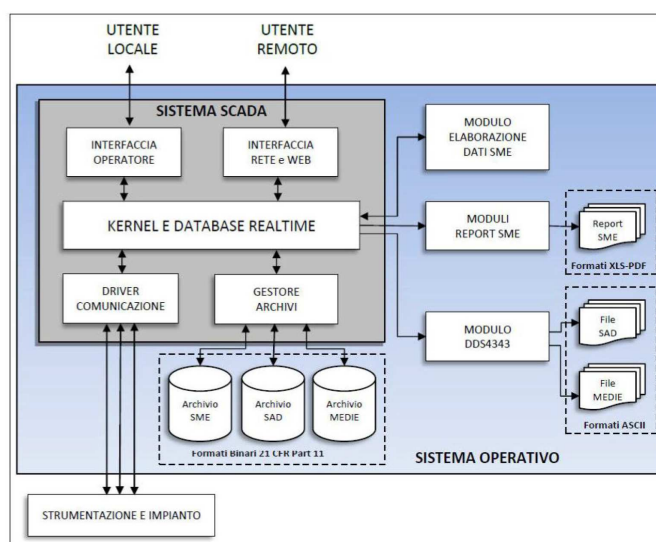 UTENTE
LOCALE
UTENTE
REMOTO
SISTEMA SCADA
INTERFACCIA
OPERATORE
INTERFACCIA
RETE e WEB
MODULO
ELABORAZIONE
DATI SME
KERNEL E DATABASE REALTIME
MODULI
REPORT SME
Report
SME
Formati XLS-PDF
DRIVER
COMUNICAZIONE
GESTORE
ARCHIVI
MODULO
DDS4343
File
SAD
File
MEDIE
Formati ASCII
Archivio
SME
Archivio
SAD
Archivio
MEDIE
Formati Binari 21 CFR Part 11
SISTEMA OPERATIVO
STRUMENTAZIONE E IMPIANTO